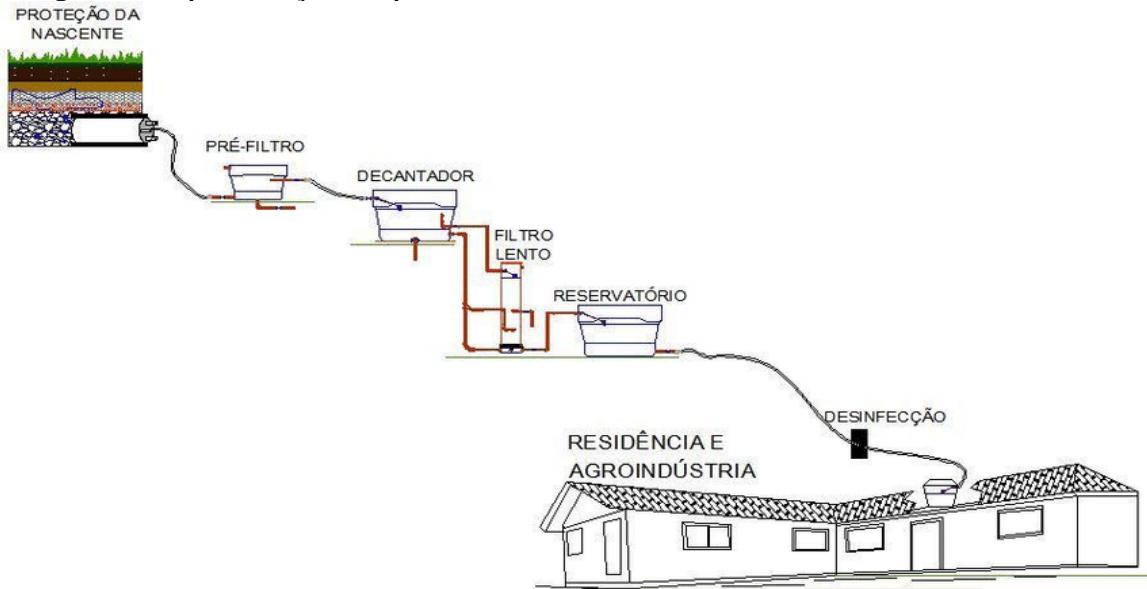 PROTEÇÃO DA
NASCENTE
PRÉ-FILTRO
DECANTADOR
FILTRO
LENTO
RESERVATÓRIO
DESINFECÇÃO
RESIDÊNCIA E
AGROINDÚSTRIA